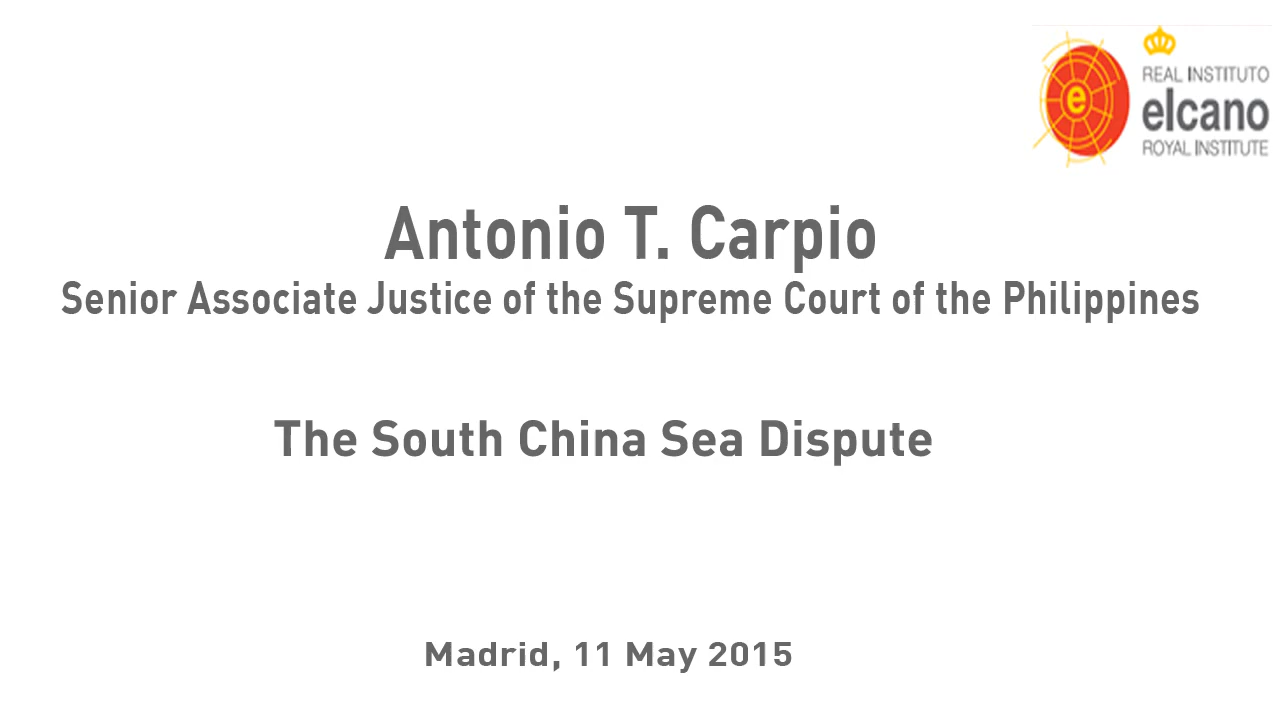 e
REAL INSTITUTO
elcano
ROYAL INSTITUTE
Antonio T. Carpio
Senior Associate Justice of the Supreme Court of the Philippines
The South China Sea Dispute
Madrid, 11 May 2015